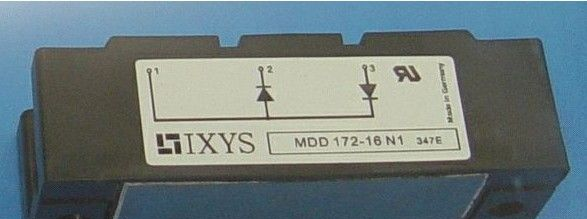 1 2 3
Made in Germany
IXYS MDD 172-16 N1 347E